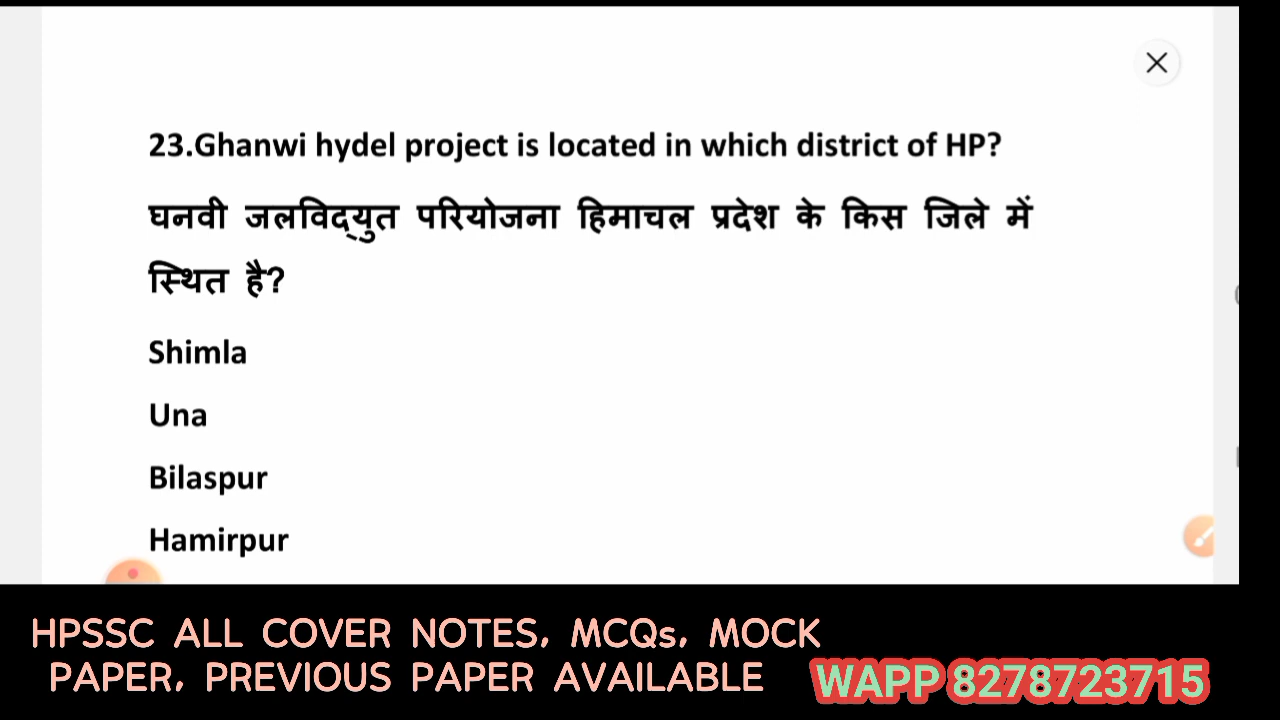 23.Ghanwi hydel project is located in which district of HP?
घनवी जलविद्युत परियोजना हिमाचल प्रदेश के किस जिले में
स्थित है?
Shimla
Una
Bilaspur
Hamirpur
HPSSC ALL COVER NOTES, MCQs, MOCK
PAPER, PREVIOUS PAPER AVAILABLE
WAPP 8278723715